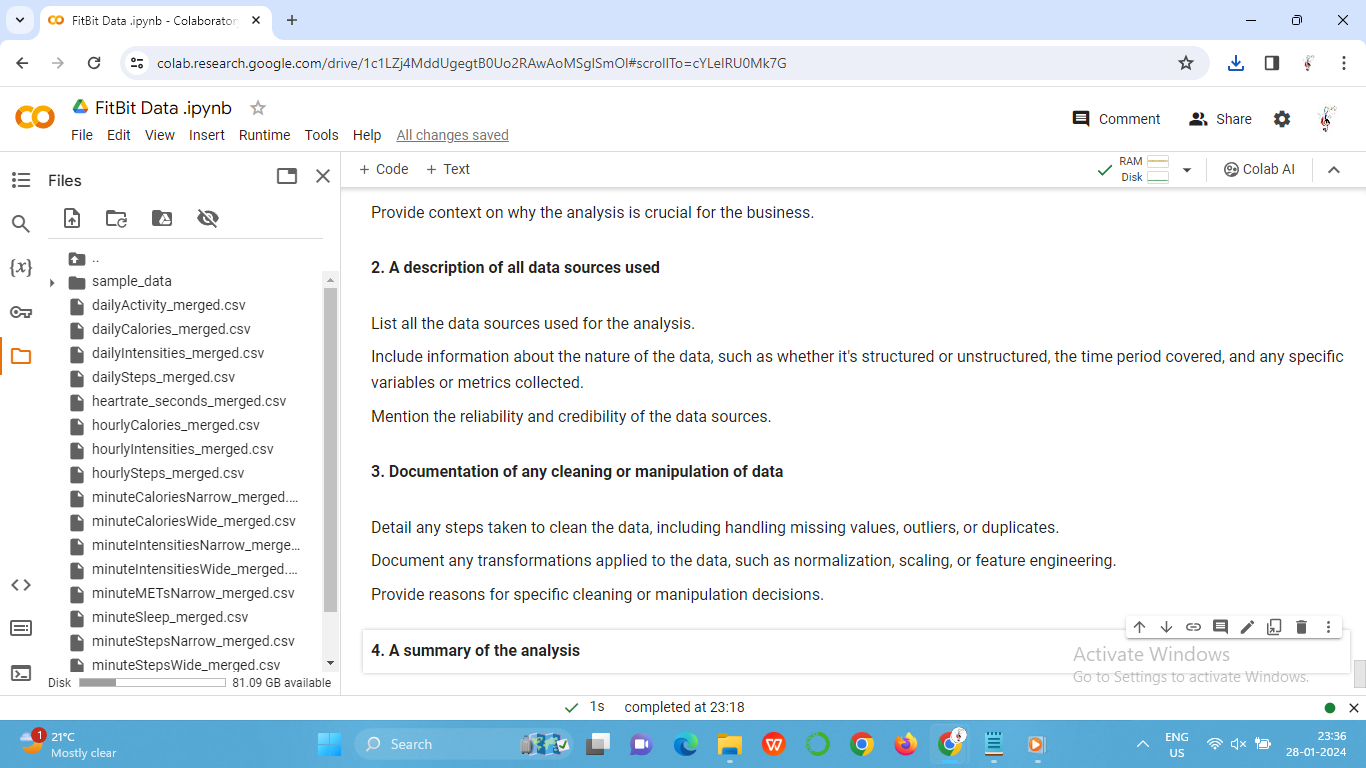 FitBit Data .ipynb - Colaborator
colab.research.google.com/drive/1c1LZj4MddUgegtB0Uo2RAwAoMSglSmOl#scrollTo=cYLelRU0Mk7G
FitBit Data .ipynb
File Edit View Insert Runtime Tools Help All changes saved
Comment Share
Files
+ Code + Text
RAM
Disk
Colab AI
..
sample_data
dailyActivity_merged.csv
dailyCalories_merged.csv
dailyIntensities_merged.csv
dailySteps_merged.csv
heartrate_seconds_merged.csv
hourlyCalories_merged.csv
hourlyIntensities_merged.csv
hourlySteps_merged.csv
minuteCaloriesNarrow_merged....
minuteCaloriesWide_merged.csv
minuteIntensitiesNarrow_merge...
minuteIntensitiesWide_merged....
minuteMETsNarrow_merged.csv
minuteSleep_merged.csv
minuteStepsNarrow_merged.csv
minuteStepsWide_merged.csv
Disk 81.09 GB available
Provide context on why the analysis is crucial for the business.
2. A description of all data sources used
List all the data sources used for the analysis.
Include information about the nature of the data, such as whether it's structured or unstructured, the time period covered, and any specific
variables or metrics collected.
Mention the reliability and credibility of the data sources.
3. Documentation of any cleaning or manipulation of data
Detail any steps taken to clean the data, including handling missing values, outliers, or duplicates.
Document any transformations applied to the data, such as normalization, scaling, or feature engineering.
Provide reasons for specific cleaning or manipulation decisions.
4. A summary of the analysis
Activate Windows
Go to Settings to activate Windows.
1s completed at 23:18
1
21°C
Mostly clear
Search
ENG
US
23:36
28-01-2024